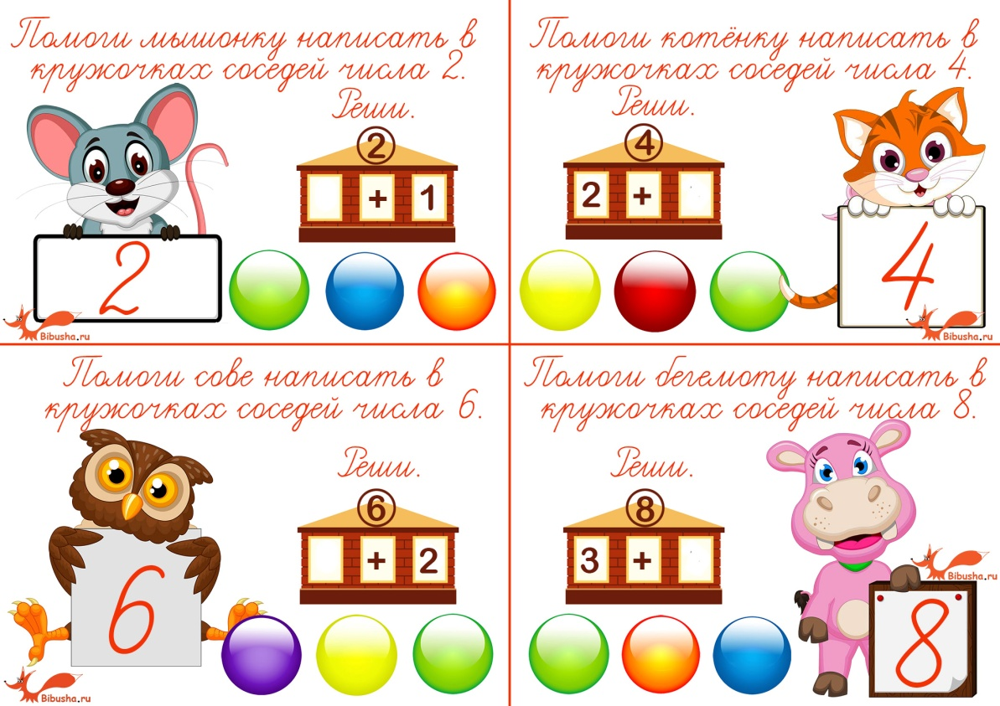 Помоги мышонку написать в
кружочках соседей числа 2.
Реши.
2
+ 1
2
Bibusha.ru
Помоги котёнку написать в
кружочках соседей числа 4.
Реши.
4
2 +
4
Bibusha.ru
Помоги сове написать в
кружочках соседей числа 6.
Реши.
6
+ 2
6
Bibusha.ru
Помоги бегемоту написать в
кружочках соседей числа 8.
Реши.
8
3 +
Bibusha.ru
8